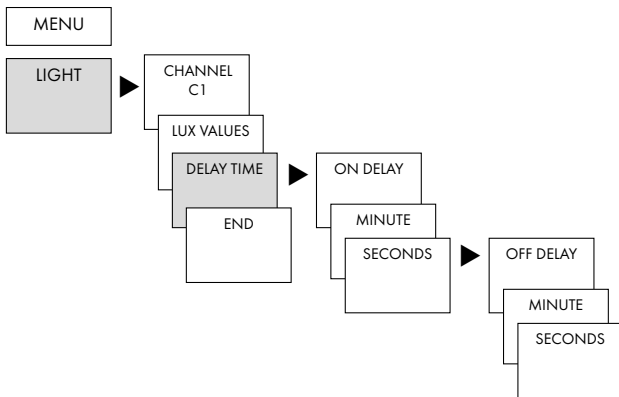 MENU
LIGHT
CHANNEL
C1
LUX VALUES
DELAY TIME
END
ON DELAY
MINUTE
SECONDS
OFF DELAY
MINUTE
SECONDS